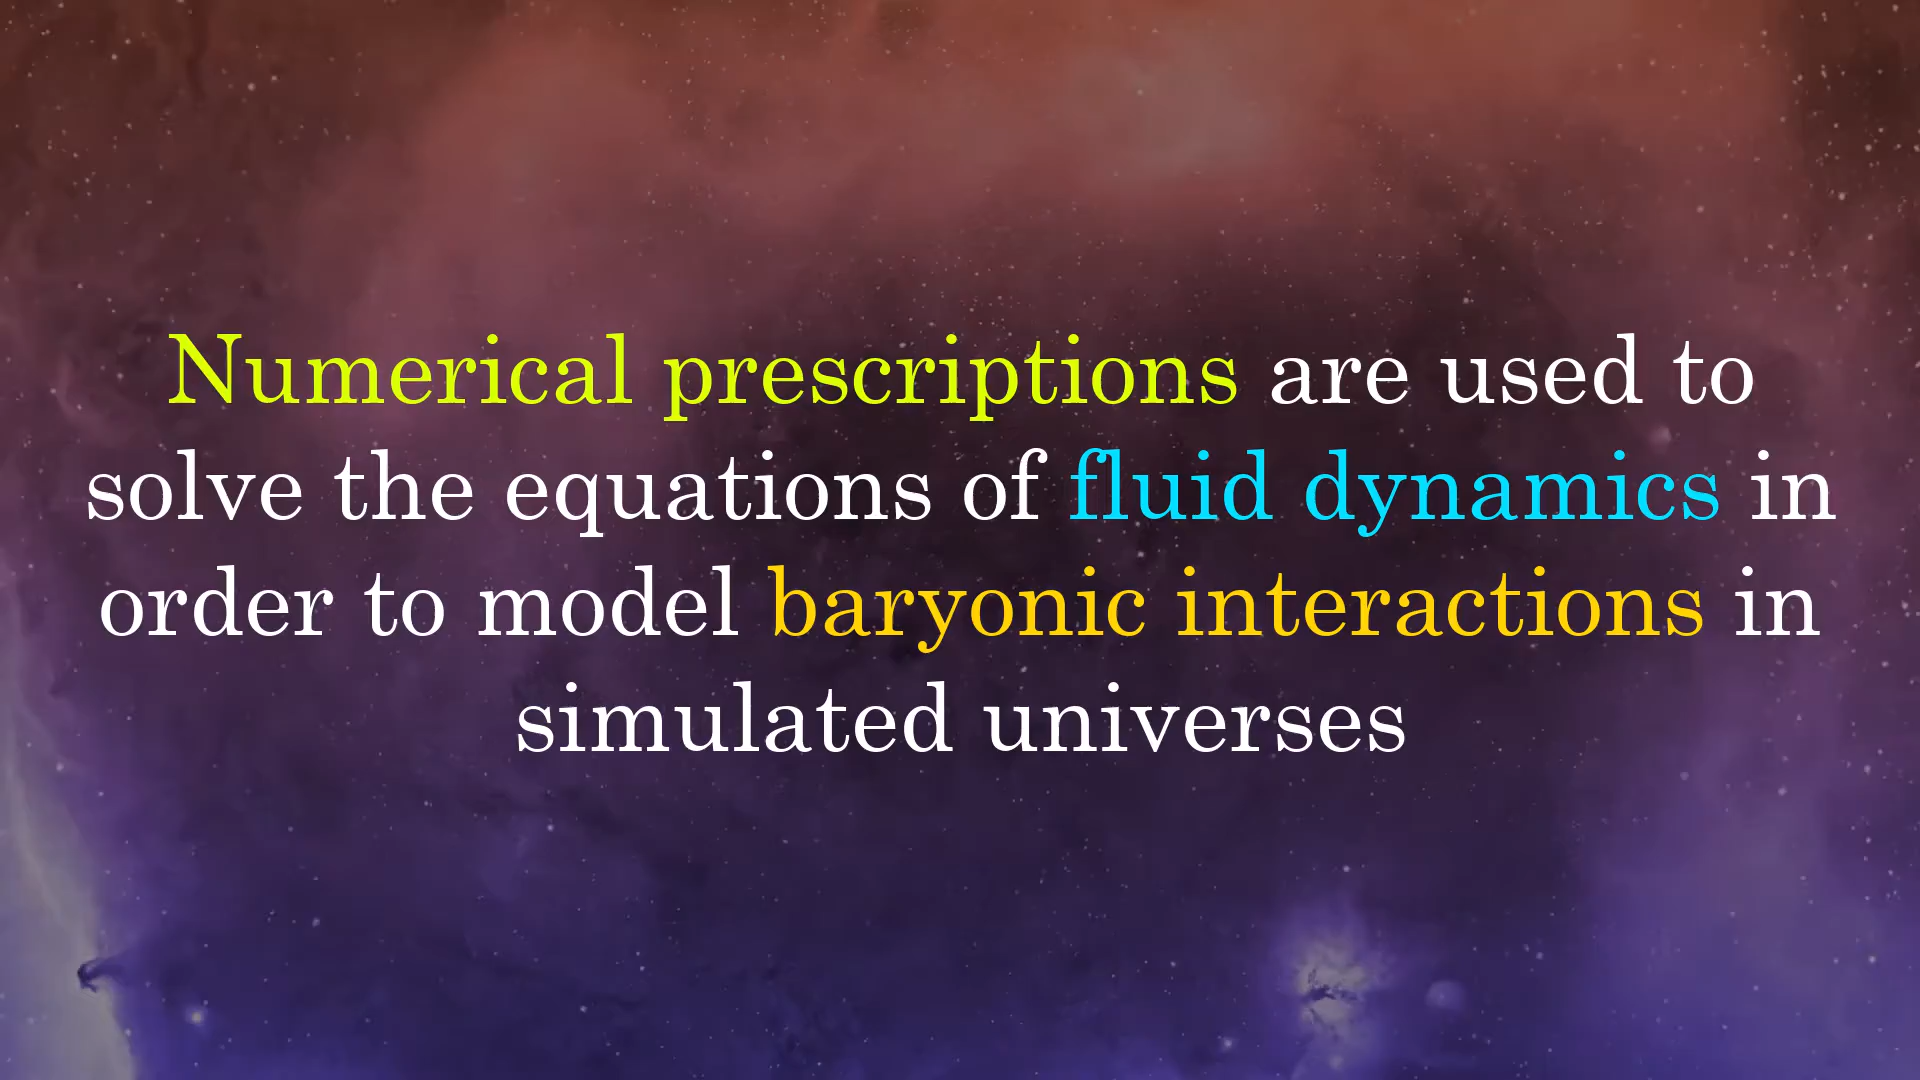 Numerical prescriptions are used to
solve the equations of fluid dynamics in
order to model baryonic interactions in
simulated universes